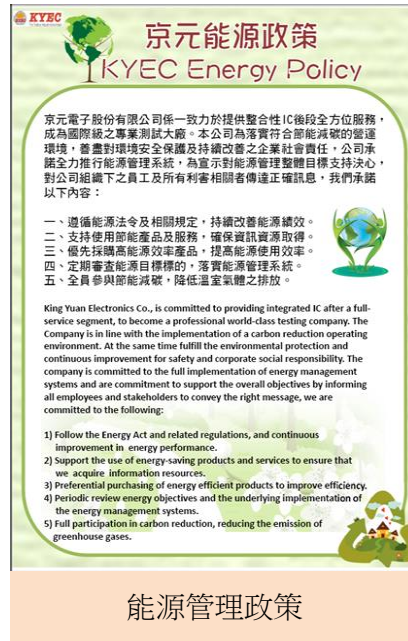 KYEC
京元能源政策
KYEC Energy Policy
京元電子股份有限公司係一致力於提供整合性IC後段全方位服務，
成為國際級之專業測試大廠。本公司為落實符合節能減碳的營運
環境，善盡對環境安全保護及持續改善之企業社會責任，公司承
諾全力推行能源管理系統，為宣示對能源管理整體目標支持決心，
對公司組織下之員工及所有利害相關者傳達正確訊息，我們承諾
以下內容：
一、遵循能源法令及相關規定，持續改善能源績效。
二、支持使用節能產品及服務，確保資訊資源取得。
三、優先採購高能源效率產品，提高能源使用效率。
四、定期審查能源目標標的，落實能源管理系統。
五、全員參與節能減碳，降低溫室氣體之排放。
King Yuan Electronics Co., is committed to providing integrated IC after a full-
service segment, to become a professional world-class testing company. The
Company is in line with the implementation of a carbon reduction operating
environment. At the same time fulfill the environmental protection and
continuous improvement for safety and corporate social responsibility. The
company is committed to the full implementation of energy management
systems and are commitment to support the overall objectives by informing
all employees and stakeholders to convey the right message, we are
committed to the following:
1) Follow the Energy Act and related regulations, and continuous
improvement in energy performance.
2) Support the use of energy-saving products and services to ensure that
we acquire information resources.
3) Preferential purchasing of energy efficient products to improve efficiency.
4) Periodic review energy objectives and the underlying implementation of
the energy management systems.
5) Full participation in carbon reduction, reducing the emission of
greenhouse gases.
能源管理政策